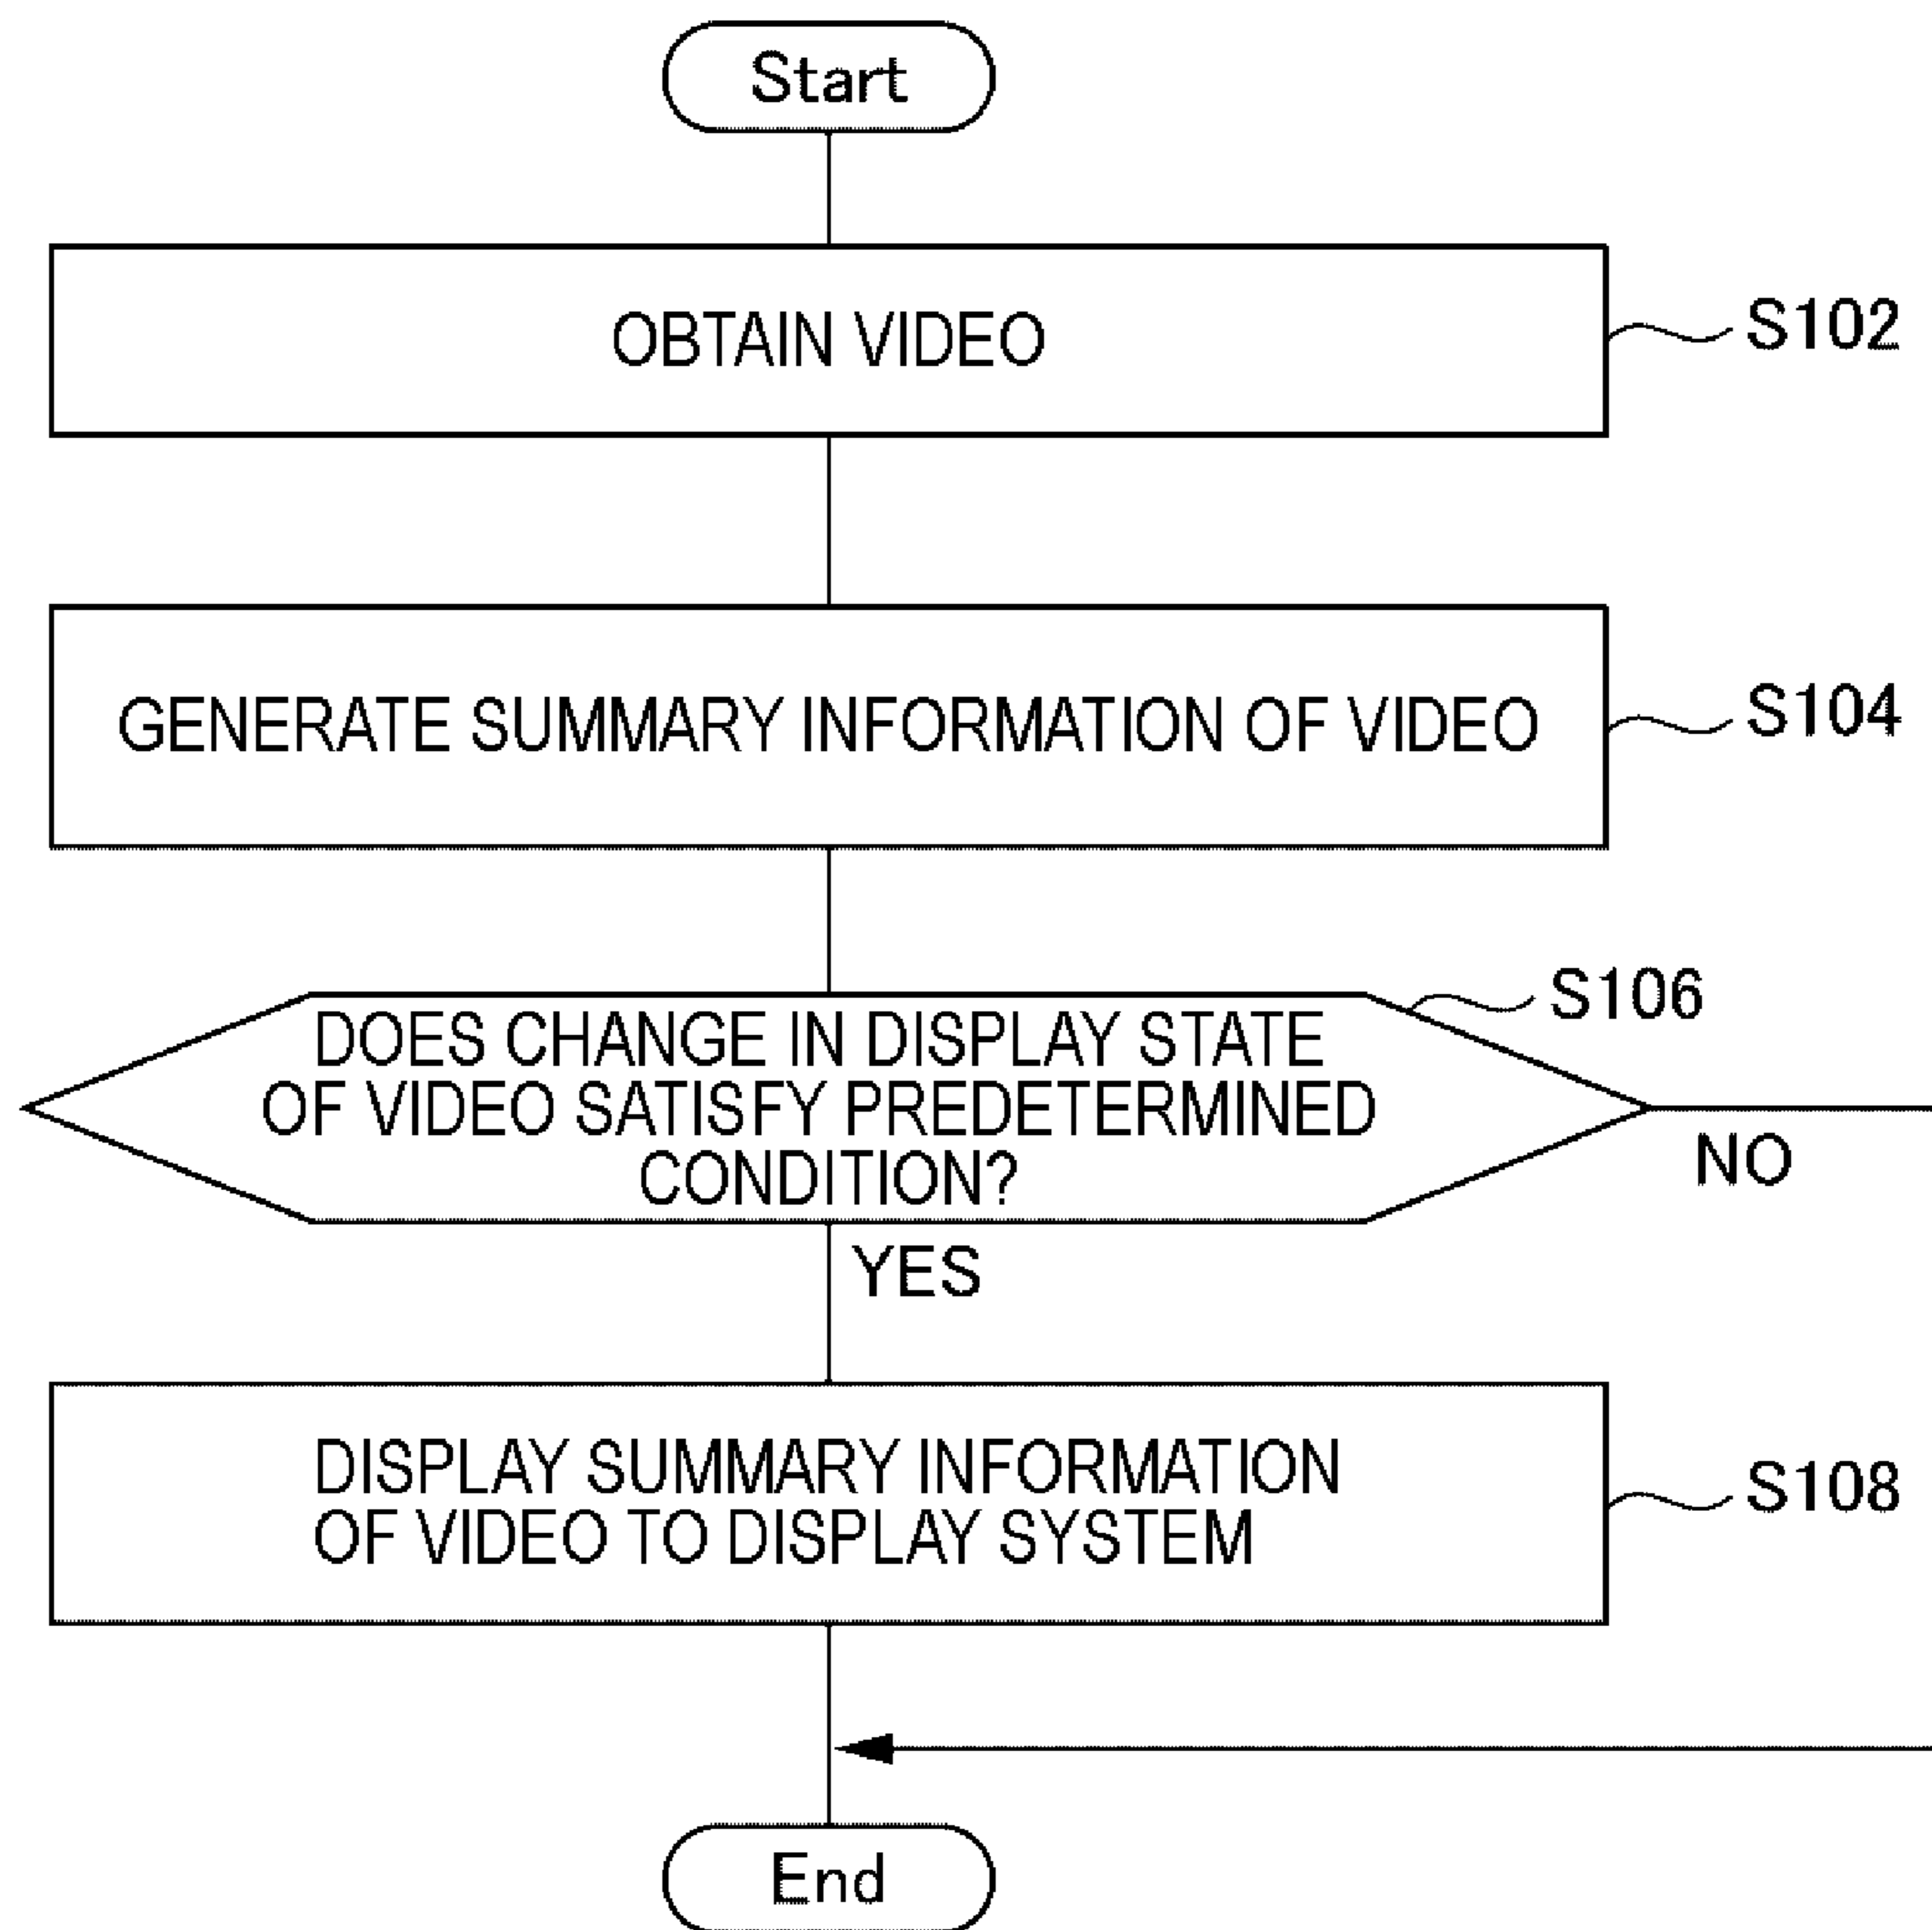 Start
OBTAIN VIDEO
S102
GENERATE SUMMARY INFORMATION OF VIDEO
S104
S106
DOES CHANGE IN DISPLAY STATE
OF VIDEO SATISFY PREDETERMINED
CONDITION?
NO
YES
DISPLAY SUMMARY INFORMATION
OF VIDEO TO DISPLAY SYSTEM
S108
End